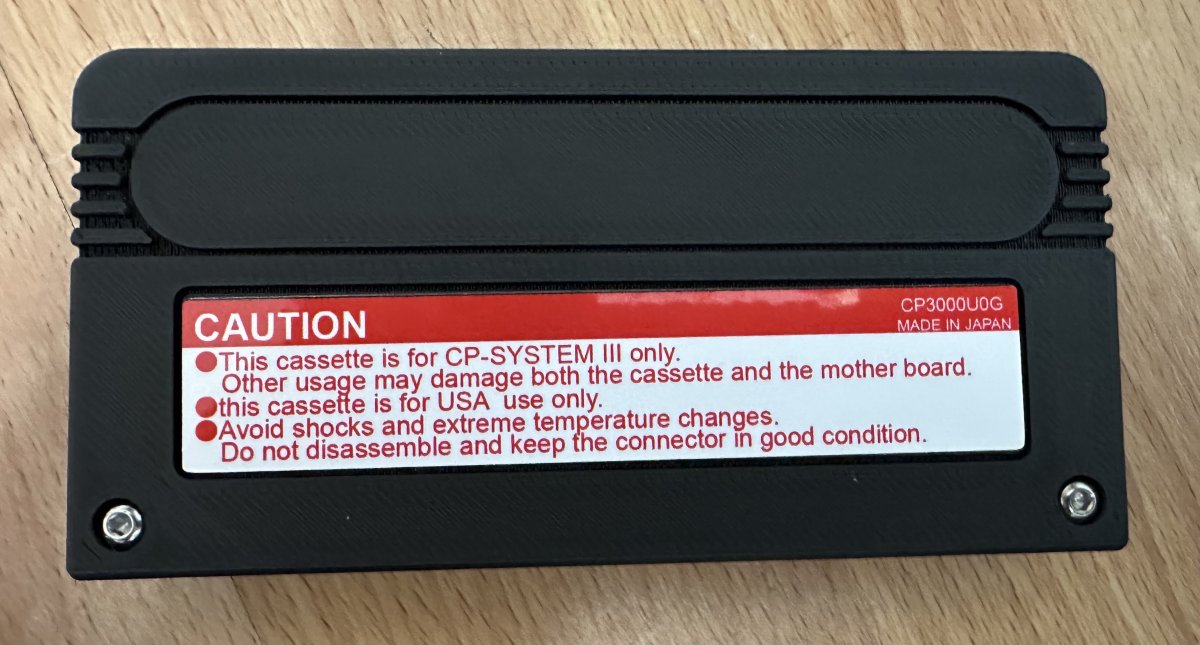 CAUTION
CP3000U0G
MADE IN JAPAN
●This cassette is for CP-SYSTEM III only.
Other usage may damage both the cassette and the mother board.
●this cassette is for USA use only.
●Avoid shocks and extreme temperature changes.
Do not disassemble and keep the connector in good condition.